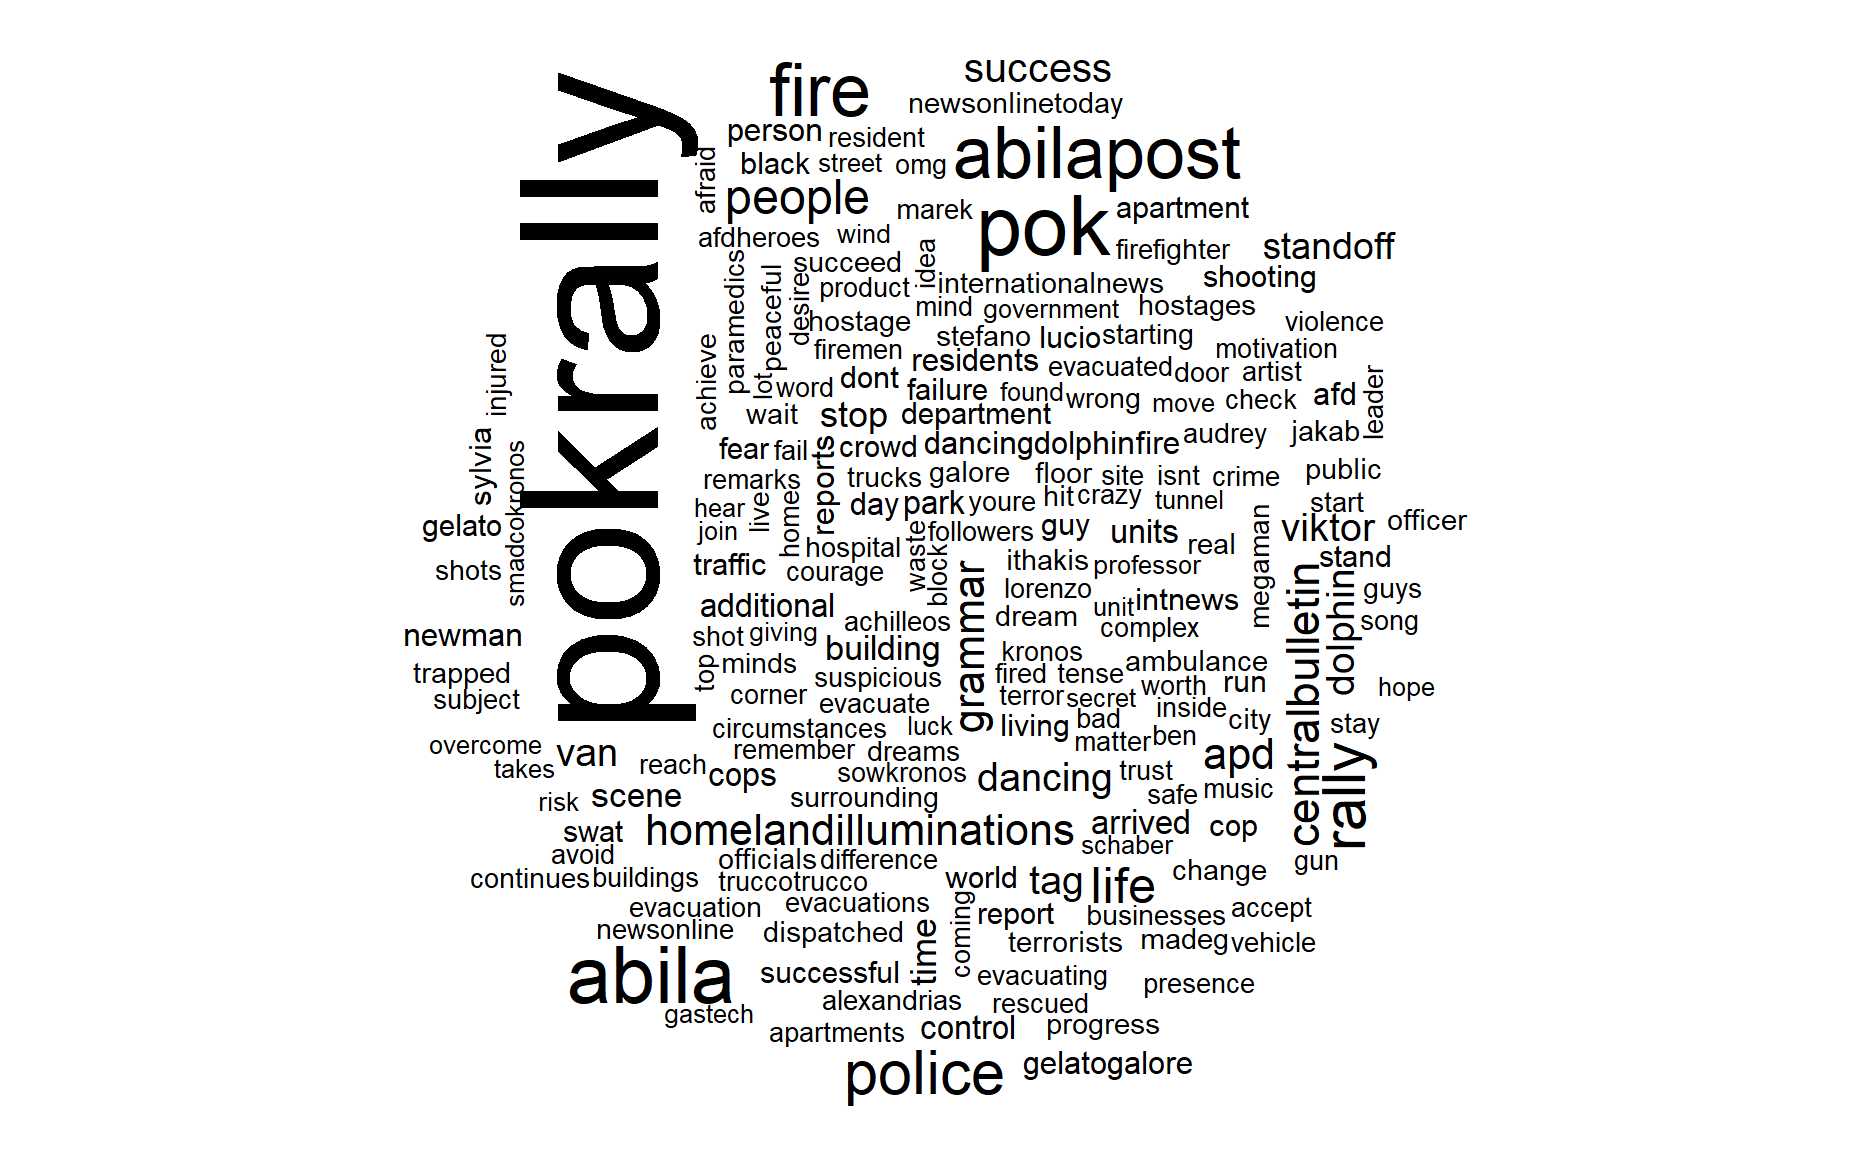 pokrally
fire
success
newsonlinetoday
person
resident
abilapost
black
street
omg
afraid
people
marek
pok
apartment
afdheroes
wind
firefighter
standoff
idea
succeed
paramedics
peaceful
desire
product
internationalnews
shooting
mind
government
hostages
hostage
violence
stefano
lucio
starting
firemen
motivation
injured
achieve
residents
evacuated
door
artist
lot
word
dont
failure
found
wrong
move
check
afd
leader
wait
stop
department
sylvia
fear
fail
reports
crowd
dancingdolphinfire
audrey
jakab
smadcokronos
remarks
trucks
galore
floor
site
isnt
crime
public
hear
live
home
day
park
youre
hit
crazy
tunnel
start
gelato
join
followers
guy
units
megaman
viktor
officer
hospital
waste
real
shots
traffic
courage
block
grammar
ithakis
professor
stand
centralbulletin
dolphin
lorenzo
guys
additional
dream
unit
intnews
newman
shot
giving
achilleos
complex
song
building
kronos
trapped
top
minds
suspicious
fired
tense
ambulance
subject
corner
evacuate
terror
secret
worth
run
hope
circumstances
luck
living
bad
inside
city
stay
overcome
van
remember
dreams
matter
ben
apd
rally
takes
reach
cops
sowkronos
dancing
trust
risk
scene
surrounding
safe
music
swat
homelandilluminations
arrived
cop
avoid
officials
difference
schaber
gun
continues
buildings
truccotrucco
world
tag
life
change
evacuation
evacuations
coming
report
businesses
accept
newsonline
dispatched
time
terrorists
madeg
vehicle
abila
successful
evacuating
presence
gastech
alexandrias
rescued
apartments
control
progress
police
gelatogalore